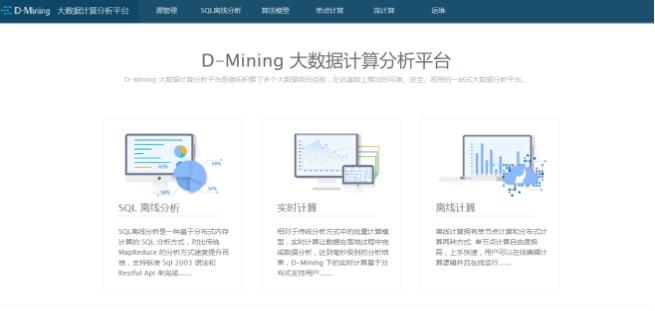 D-Mining 大数据计算分析平台
源管理 SQL离线分析 算法模型 单点计算 流计算 运维
D-Mining 大数据计算分析平台
D-Mining 大数据计算分析平台是德拓积累了多个大数据项目经验，在此基础上推出的可靠、安全、易用的一站式大数据分析平台。
SQL 离线分析
SQL离线分析是一种基于分布式内存
计算的 SQL 分析方式，对比传统
MapReduce 的分析方式速度提升百
倍，支持标准 Sql 2003 语法和
Restful Api 来完成......
实时计算
相对于传统分析方式中的批量计算模
型，实时计算让数据在落地过程中完
成数据分析，达到毫秒级别的分析结
果，D-Mining 下的实时计算基于分
布式支持用户......
离线计算
离线计算拥有单节点计算和分布式计
算两种方式: 单节点计算自由度极
高，上手快速，用户可以在线编辑计
算逻辑并且在线运行......